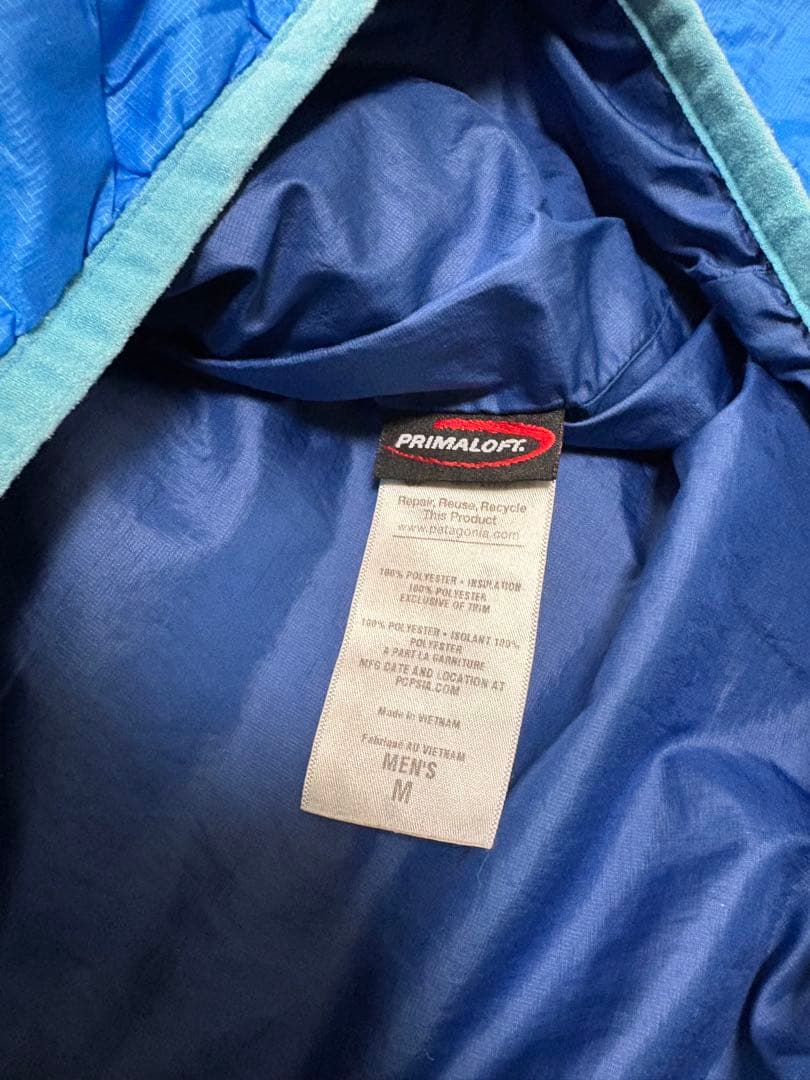 PRIMALOFT.
Repair, Reuse, Recycle
This Product
www.patagonia.com
100% POLYESTER • INSULATION
100% POLYESTER
EXCLUSIVE OF TRIM
100% POLYESTER • ISOLANT 100%
POLYESTER
A PART LA GARNITURE
MFG DATE AND LOCATION AT
PCPSIA.COM
Made in VIETNAM
Fabriqué AU VIETNAM
MEN'S
M